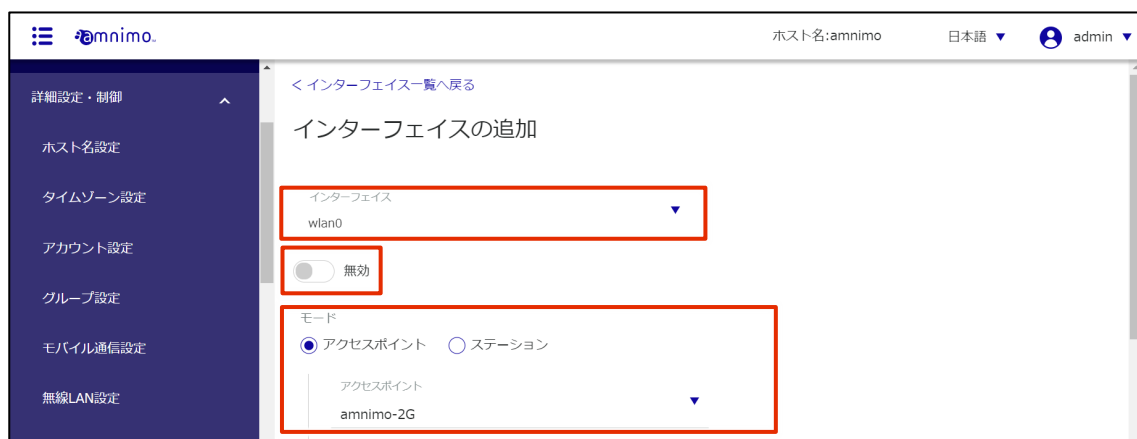 amnimo
ホスト名:amnimo
日本語 ▼
admin ▼
詳細設定・制御
ホスト名設定
タイムゾーン設定
アカウント設定
グループ設定
モバイル通信設定
無線LAN設定
< インターフェイス一覧へ戻る
インターフェイスの追加
インターフェイス
wlan0
無効
モード
アクセスポイント
ステーション
アクセスポイント
amnimo-2G